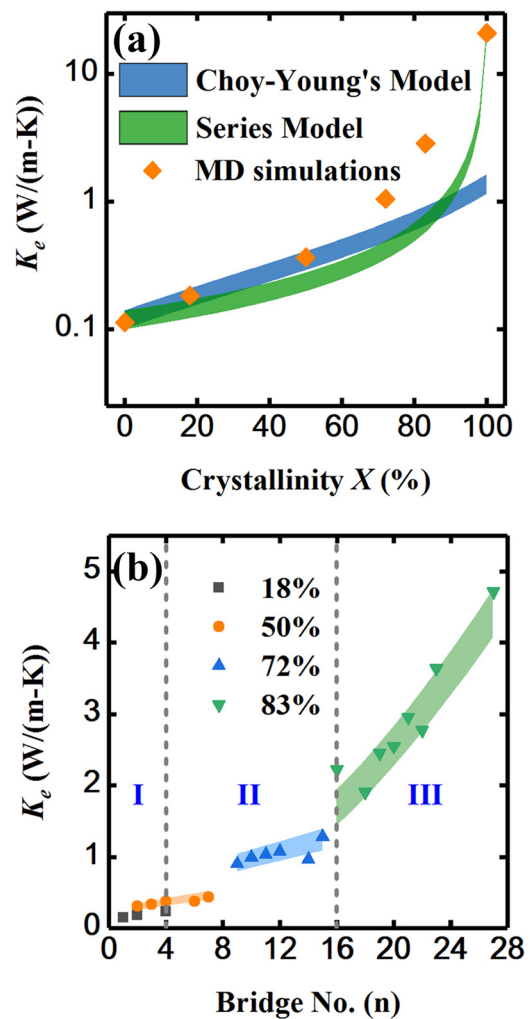 (a)
10
1
0.1
K_e (W/(m-K))
Choy-Young's Model
Series Model
MD simulations
0 20 40 60 80 100
Crystallinity X (%)
(b)
5
4
3
2
1
0
K_e (W/(m-K))
18%
50%
72%
83%
I II III
0 4 8 12 16 20 24 28
Bridge No. (n)